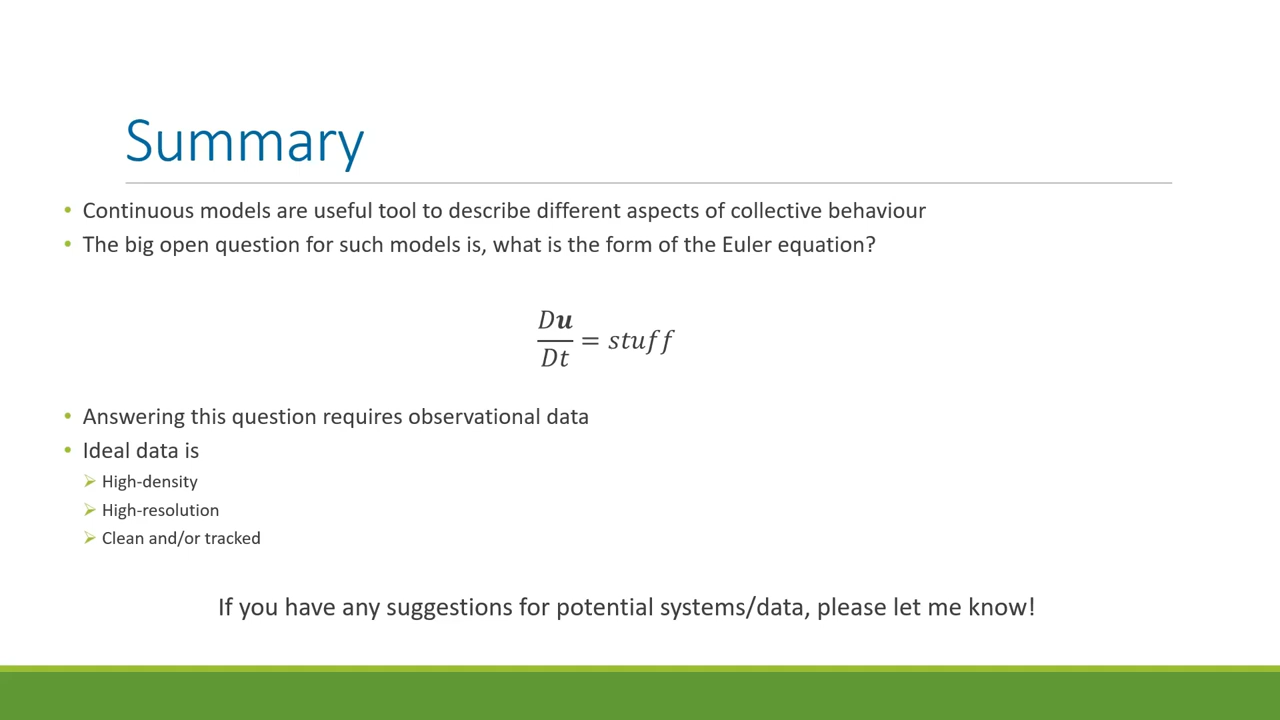 Summary
• Continuous models are useful tool to describe different aspects of collective behaviour
• The big open question for such models is, what is the form of the Euler equation?
D𝒖/Dt = stuff
• Answering this question requires observational data
• Ideal data is
➢ High-density
➢ High-resolution
➢ Clean and/or tracked
If you have any suggestions for potential systems/data, please let me know!